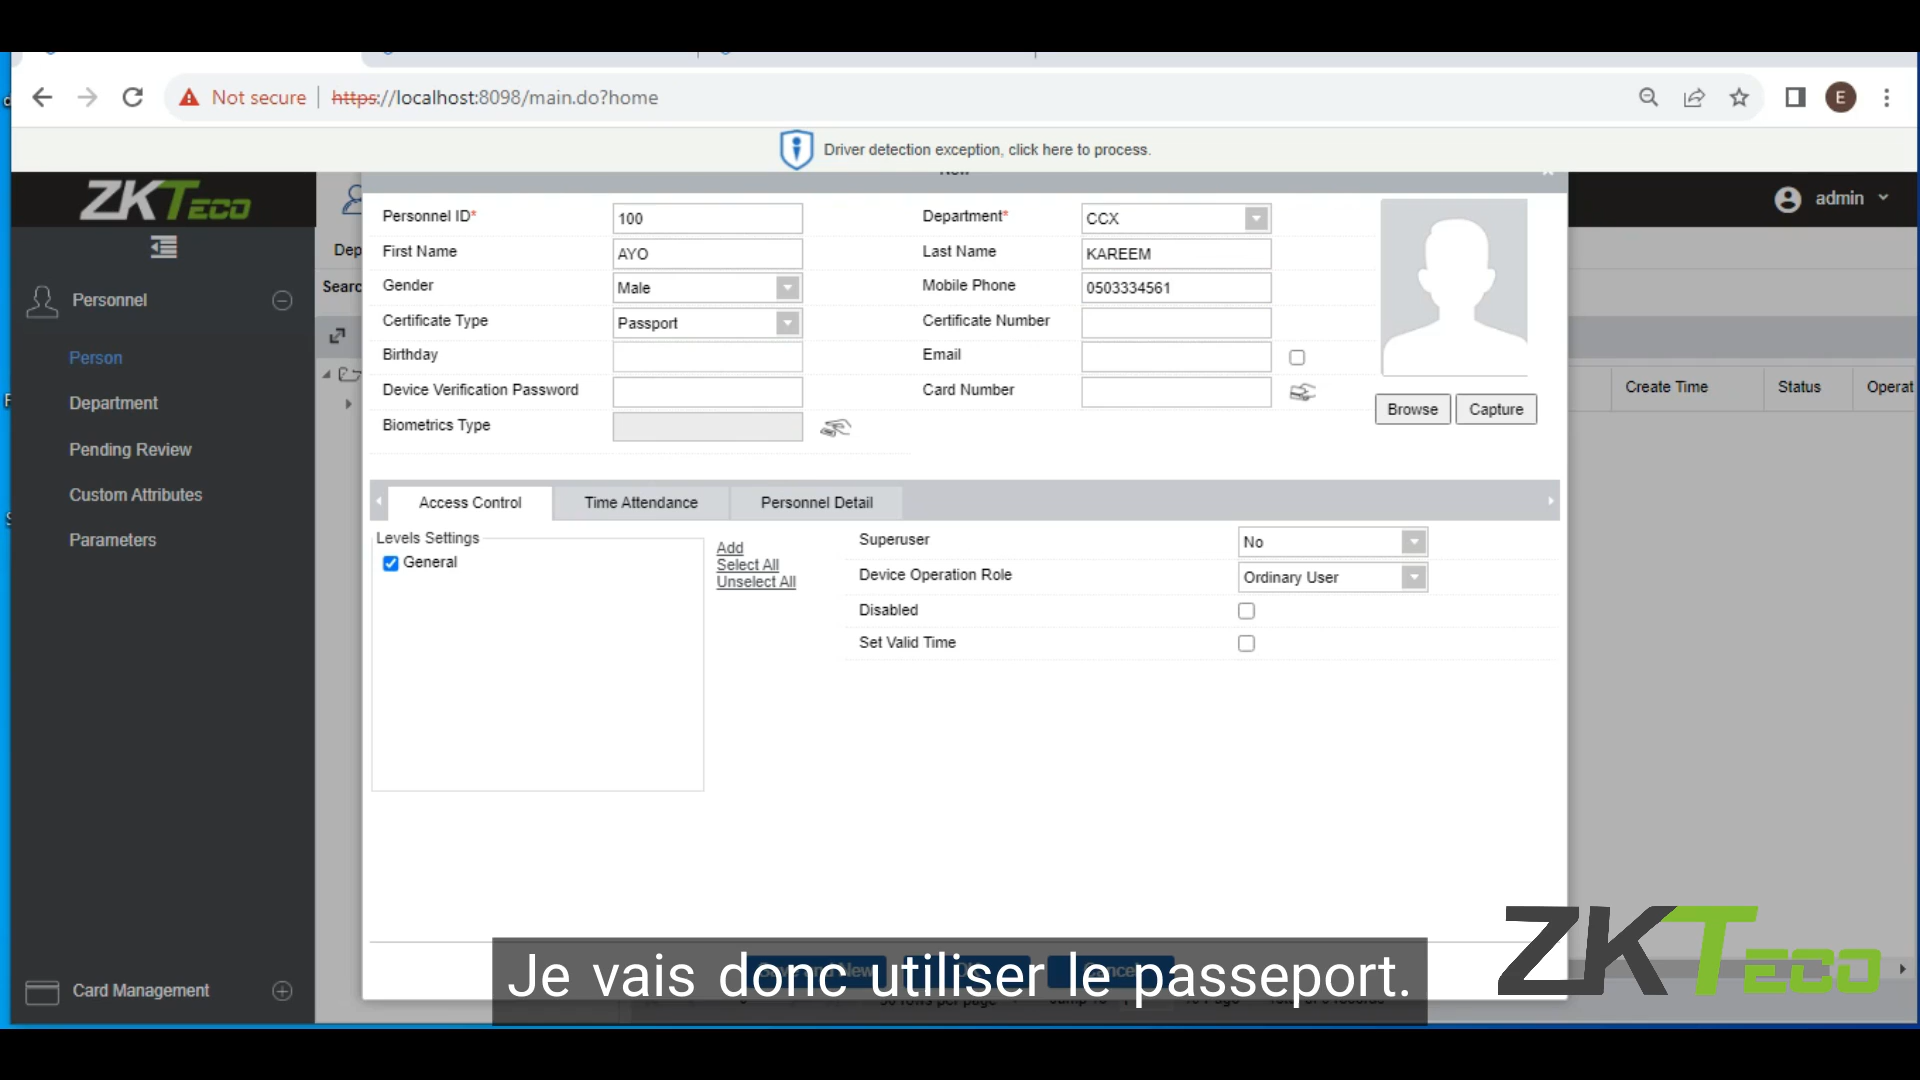 Not secure
https://localhost:8098/main.do?home
E
Driver detection exception, click here to process.
ZKTeco
admin
Personnel
Person
Department
Pending Review
Custom Attributes
Parameters
Card Management
Dep
Searc
New
Personnel ID*
100
Department*
CCX
First Name
AYO
Last Name
KAREEM
Gender
Male
Mobile Phone
0503334561
Certificate Type
Passport
Certificate Number
Birthday
Email
Device Verification Password
Card Number
Biometrics Type
Browse
Capture
Create Time
Status
Operat
Access Control
Time Attendance
Personnel Detail
Levels Settings
General
Add
Select All
Unselect All
Superuser
No
Device Operation Role
Ordinary User
Disabled
Set Valid Time
Je vais donc utiliser le passeport.
ZKTeco